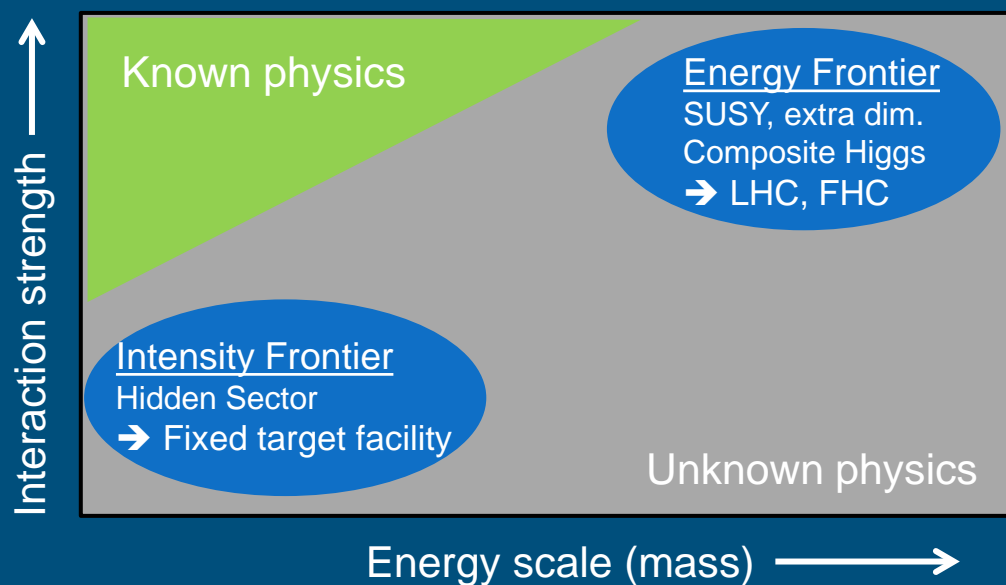 Interaction strength
Known physics
Energy Frontier
SUSY, extra dim.
Composite Higgs
➔ LHC, FHC
Intensity Frontier
Hidden Sector
➔ Fixed target facility
Unknown physics
Energy scale (mass)